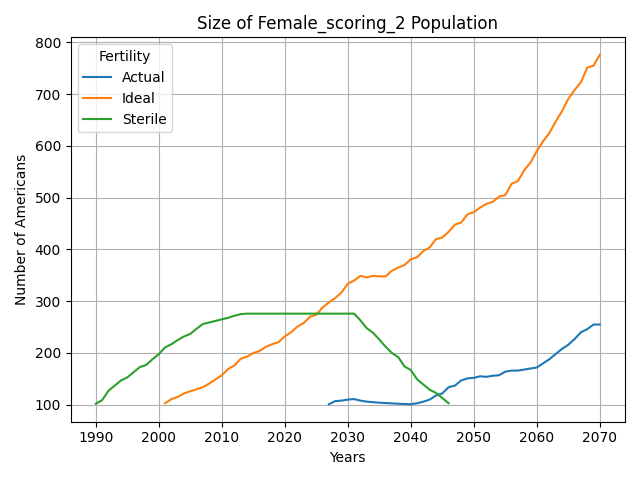 Size of Female_scoring_2 Population
Fertility
Actual
Ideal
Sterile
Number of Americans
800
700
600
500
400
300
200
100
1990 2000 2010 2020 2030 2040 2050 2060 2070
Years